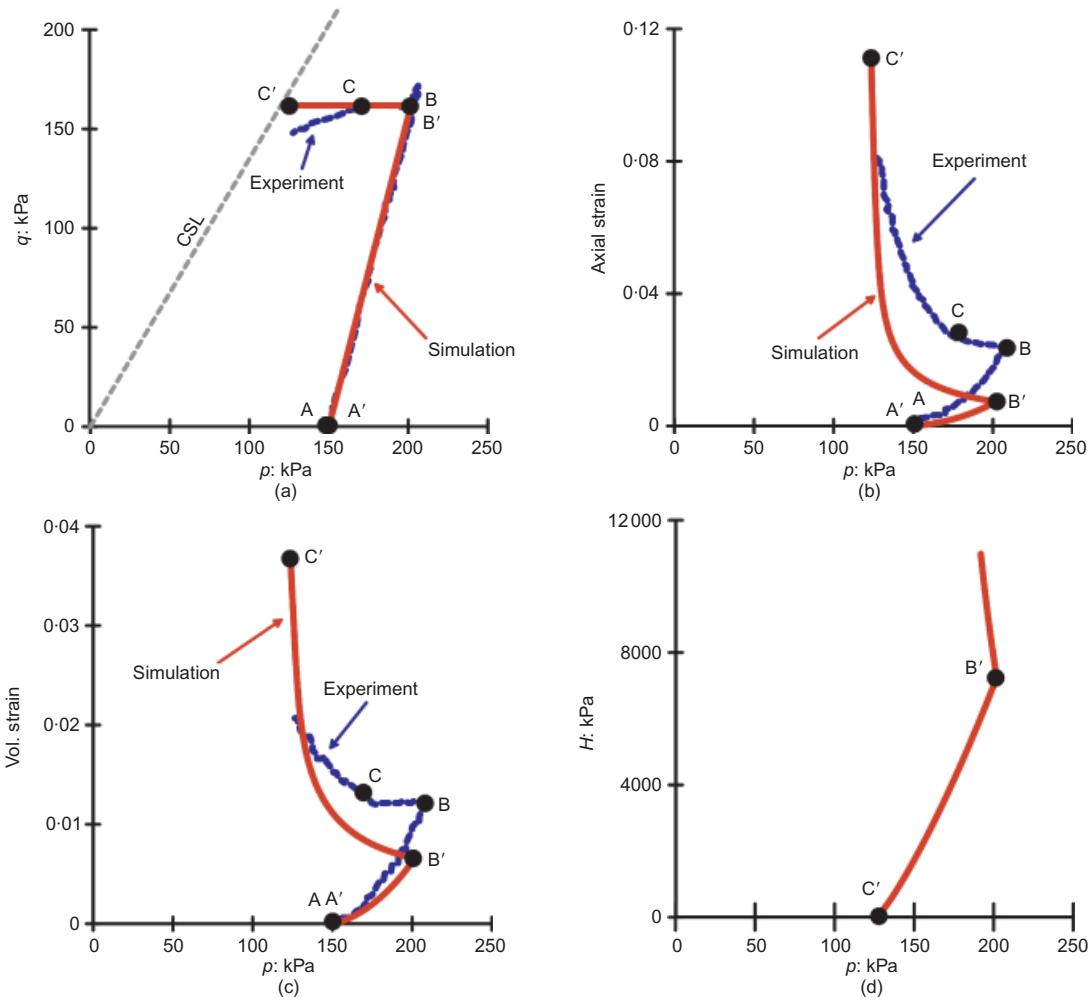 200
150
100
50
0
q: kPa
C′
C
B
B′
Experiment
CSL
Simulation
A
A′
0
50
100
150
200
250
p: kPa
(a)
0·12
0·08
0·04
0
Axial strain
C′
Experiment
C
B
Simulation
A′
A
B′
0
50
100
150
200
250
p: kPa
(b)
0·04
0·03
0·02
0·01
0
Vol. strain
C′
Simulation
Experiment
C
B
B′
A A′
0
50
100
150
200
250
p: kPa
(c)
12000
8000
4000
0
H: kPa
B′
C′
0
50
100
150
200
250
p: kPa
(d)